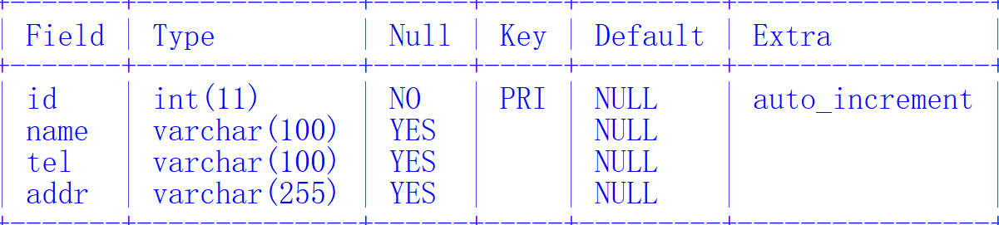 | Field | Type | Null | Key | Default | Extra |
| id | int(11) | NO | PRI | NULL | auto_increment |
| name | varchar(100) | YES | | NULL | |
| tel | varchar(100) | YES | | NULL | |
| addr | varchar(255) | YES | | NULL | |